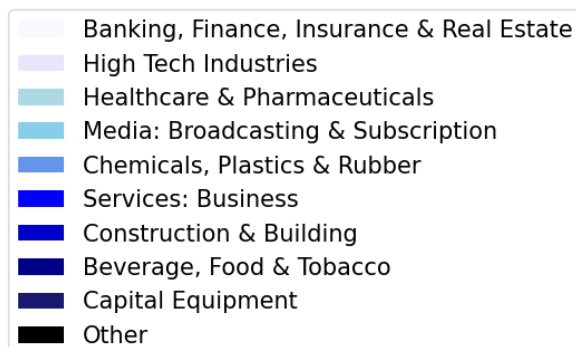 Banking, Finance, Insurance & Real Estate
High Tech Industries
Healthcare & Pharmaceuticals
Media: Broadcasting & Subscription
Chemicals, Plastics & Rubber
Services: Business
Construction & Building
Beverage, Food & Tobacco
Capital Equipment
Other